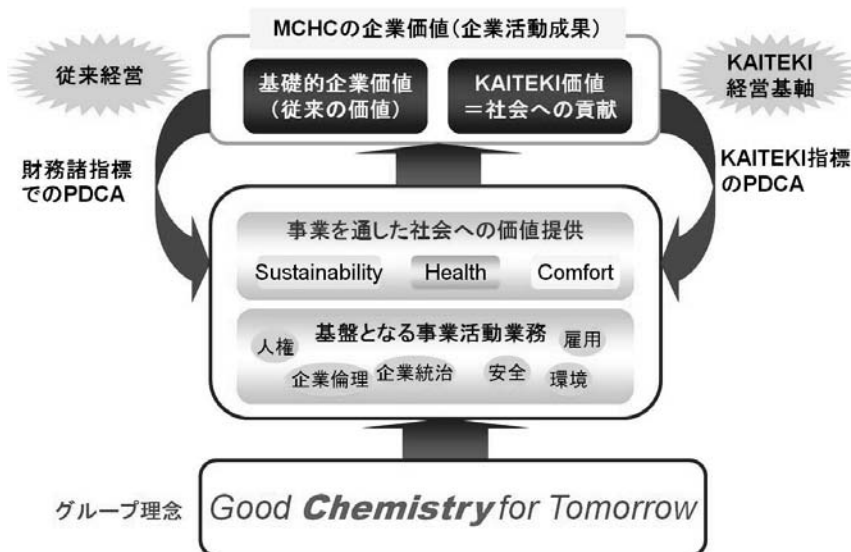 MCHCの企業価値(企業活動成果)
従来経営
基礎的企業価値
(従来の価値)
KAITEKI価値
=社会への貢献
KAITEKI
経営基軸
財務諸指標
でのPDCA
KAITEKI指標
のPDCA
事業を通した社会への価値提供
Sustainability
Health
Comfort
基盤となる事業活動業務
人権
雇用
企業倫理
企業統治
安全
環境
グループ理念
Good Chemistry for Tomorrow